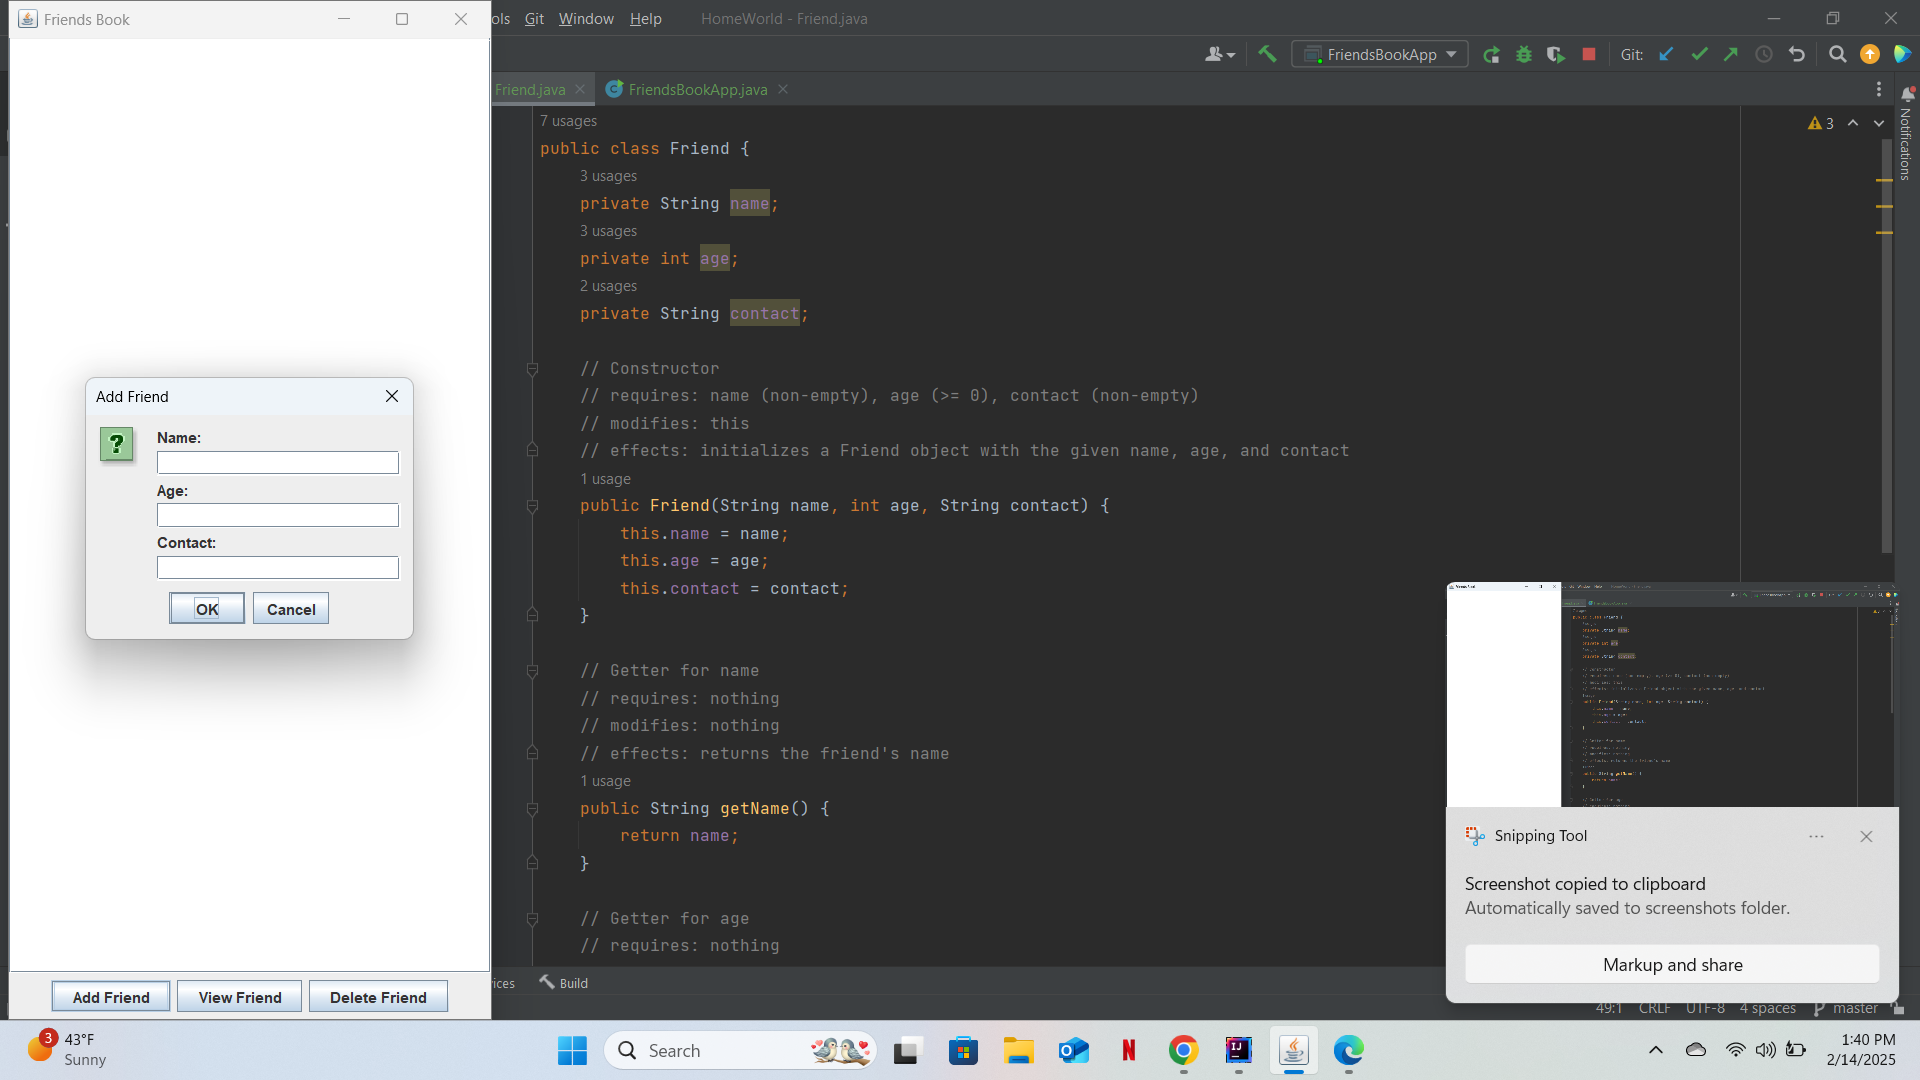 Friends Book
ols Git Window Help HomeWorld - Friend.java
FriendsBookApp Git:
Friend.java FriendsBookApp.java
Notifications
3
7 usages
public class Friend {
3 usages
private String name;
3 usages
private int age;
2 usages
private String contact;
// Constructor
// requires: name (non-empty), age (>= 0), contact (non-empty)
// modifies: this
// effects: initializes a Friend object with the given name, age, and contact
1 usage
public Friend(String name, int age, String contact) {
this.name = name;
this.age = age;
this.contact = contact;
}
// Getter for name
// requires: nothing
// modifies: nothing
// effects: returns the friend's name
1 usage
public String getName() {
return name;
}
// Getter for age
// requires: nothing
Add Friend
?
Name:
Age:
Contact:
OK Cancel
Add Friend View Friend Delete Friend
ices Build
Snipping Tool
Screenshot copied to clipboard
Automatically saved to screenshots folder.
Markup and share
49:1 CRLF UTF-8 4 spaces master
3
43°F
Sunny
Search
N
IJ
1:40 PM
2/14/2025